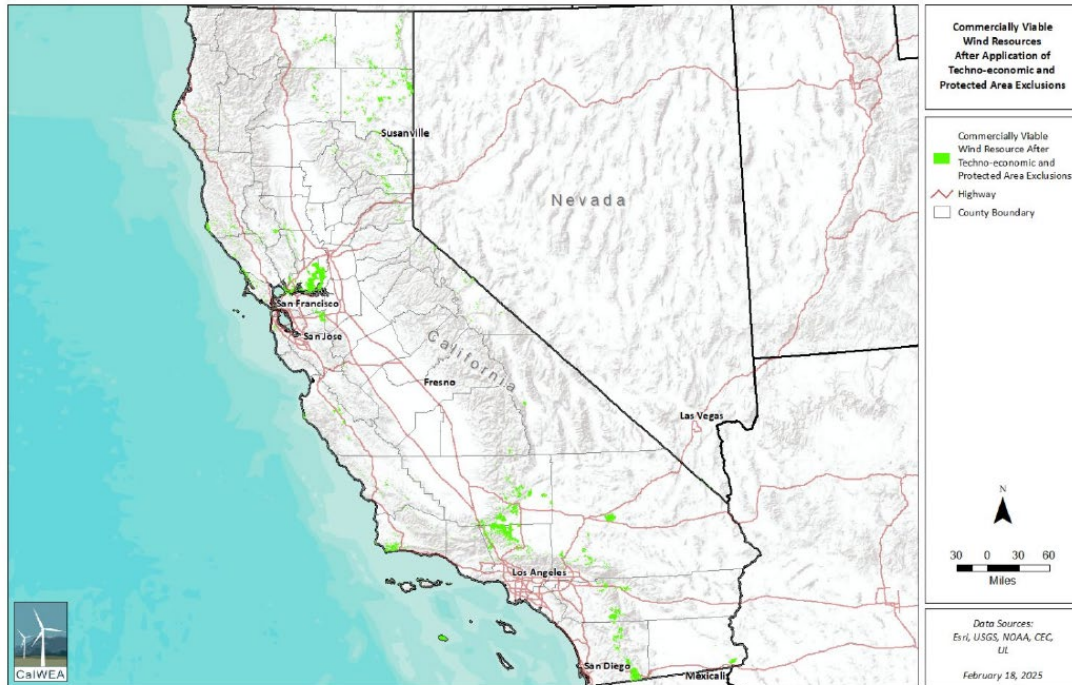 Commercially Viable
Wind Resources
After Application of
Techno-economic and
Protected Area Exclusions
Commercially Viable
Wind Resource After
Techno-economic and
Protected Area Exclusions
Highway
County Boundary
N
30 0 30 60
Miles
Data Sources:
Esri, USGS, NOAA, CEC,
UL
February 18, 2025
Susanville
Nevada
San Francisco
San Jose
California
Fresno
Las Vegas
Los Angeles
San Diego
Mexicali
CalWEA